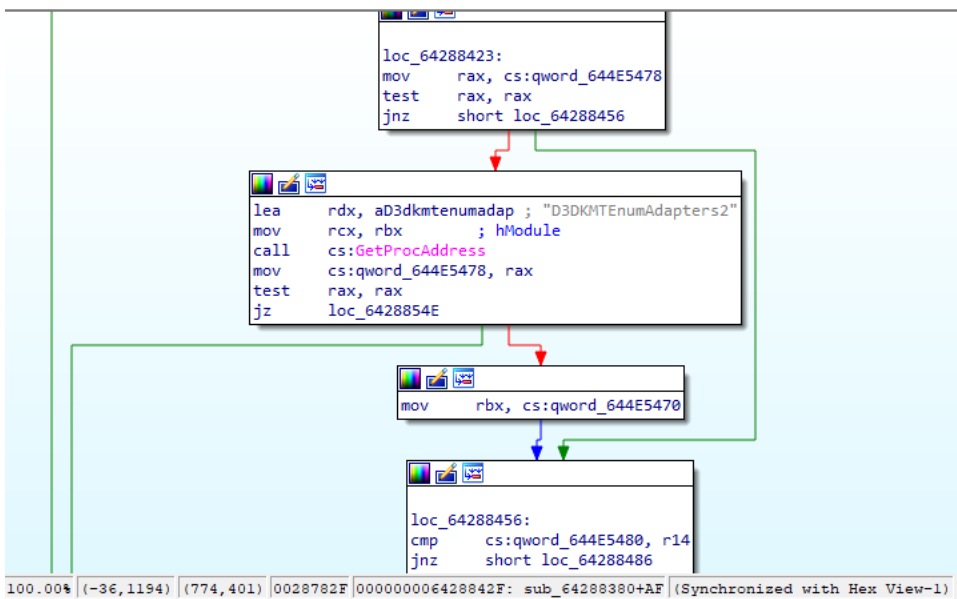 loc_64288423:
mov     rax, cs:qword_644E5478
test    rax, rax
jnz     short loc_64288456
lea     rdx, aD3dkmtenumadap ; "D3DKMTEnumAdapters2"
mov     rcx, rbx        ; hModule
call    cs:GetProcAddress
mov     cs:qword_644E5478, rax
test    rax, rax
jz      loc_6428854E
mov     rbx, cs:qword_644E5470
loc_64288456:
cmp     cs:qword_644E5480, r14
jnz     short loc_64288486
100.00% (-36,1194) (774,401) 0028782F 000000006428842F: sub_64288380+AF (Synchronized with Hex View-1)